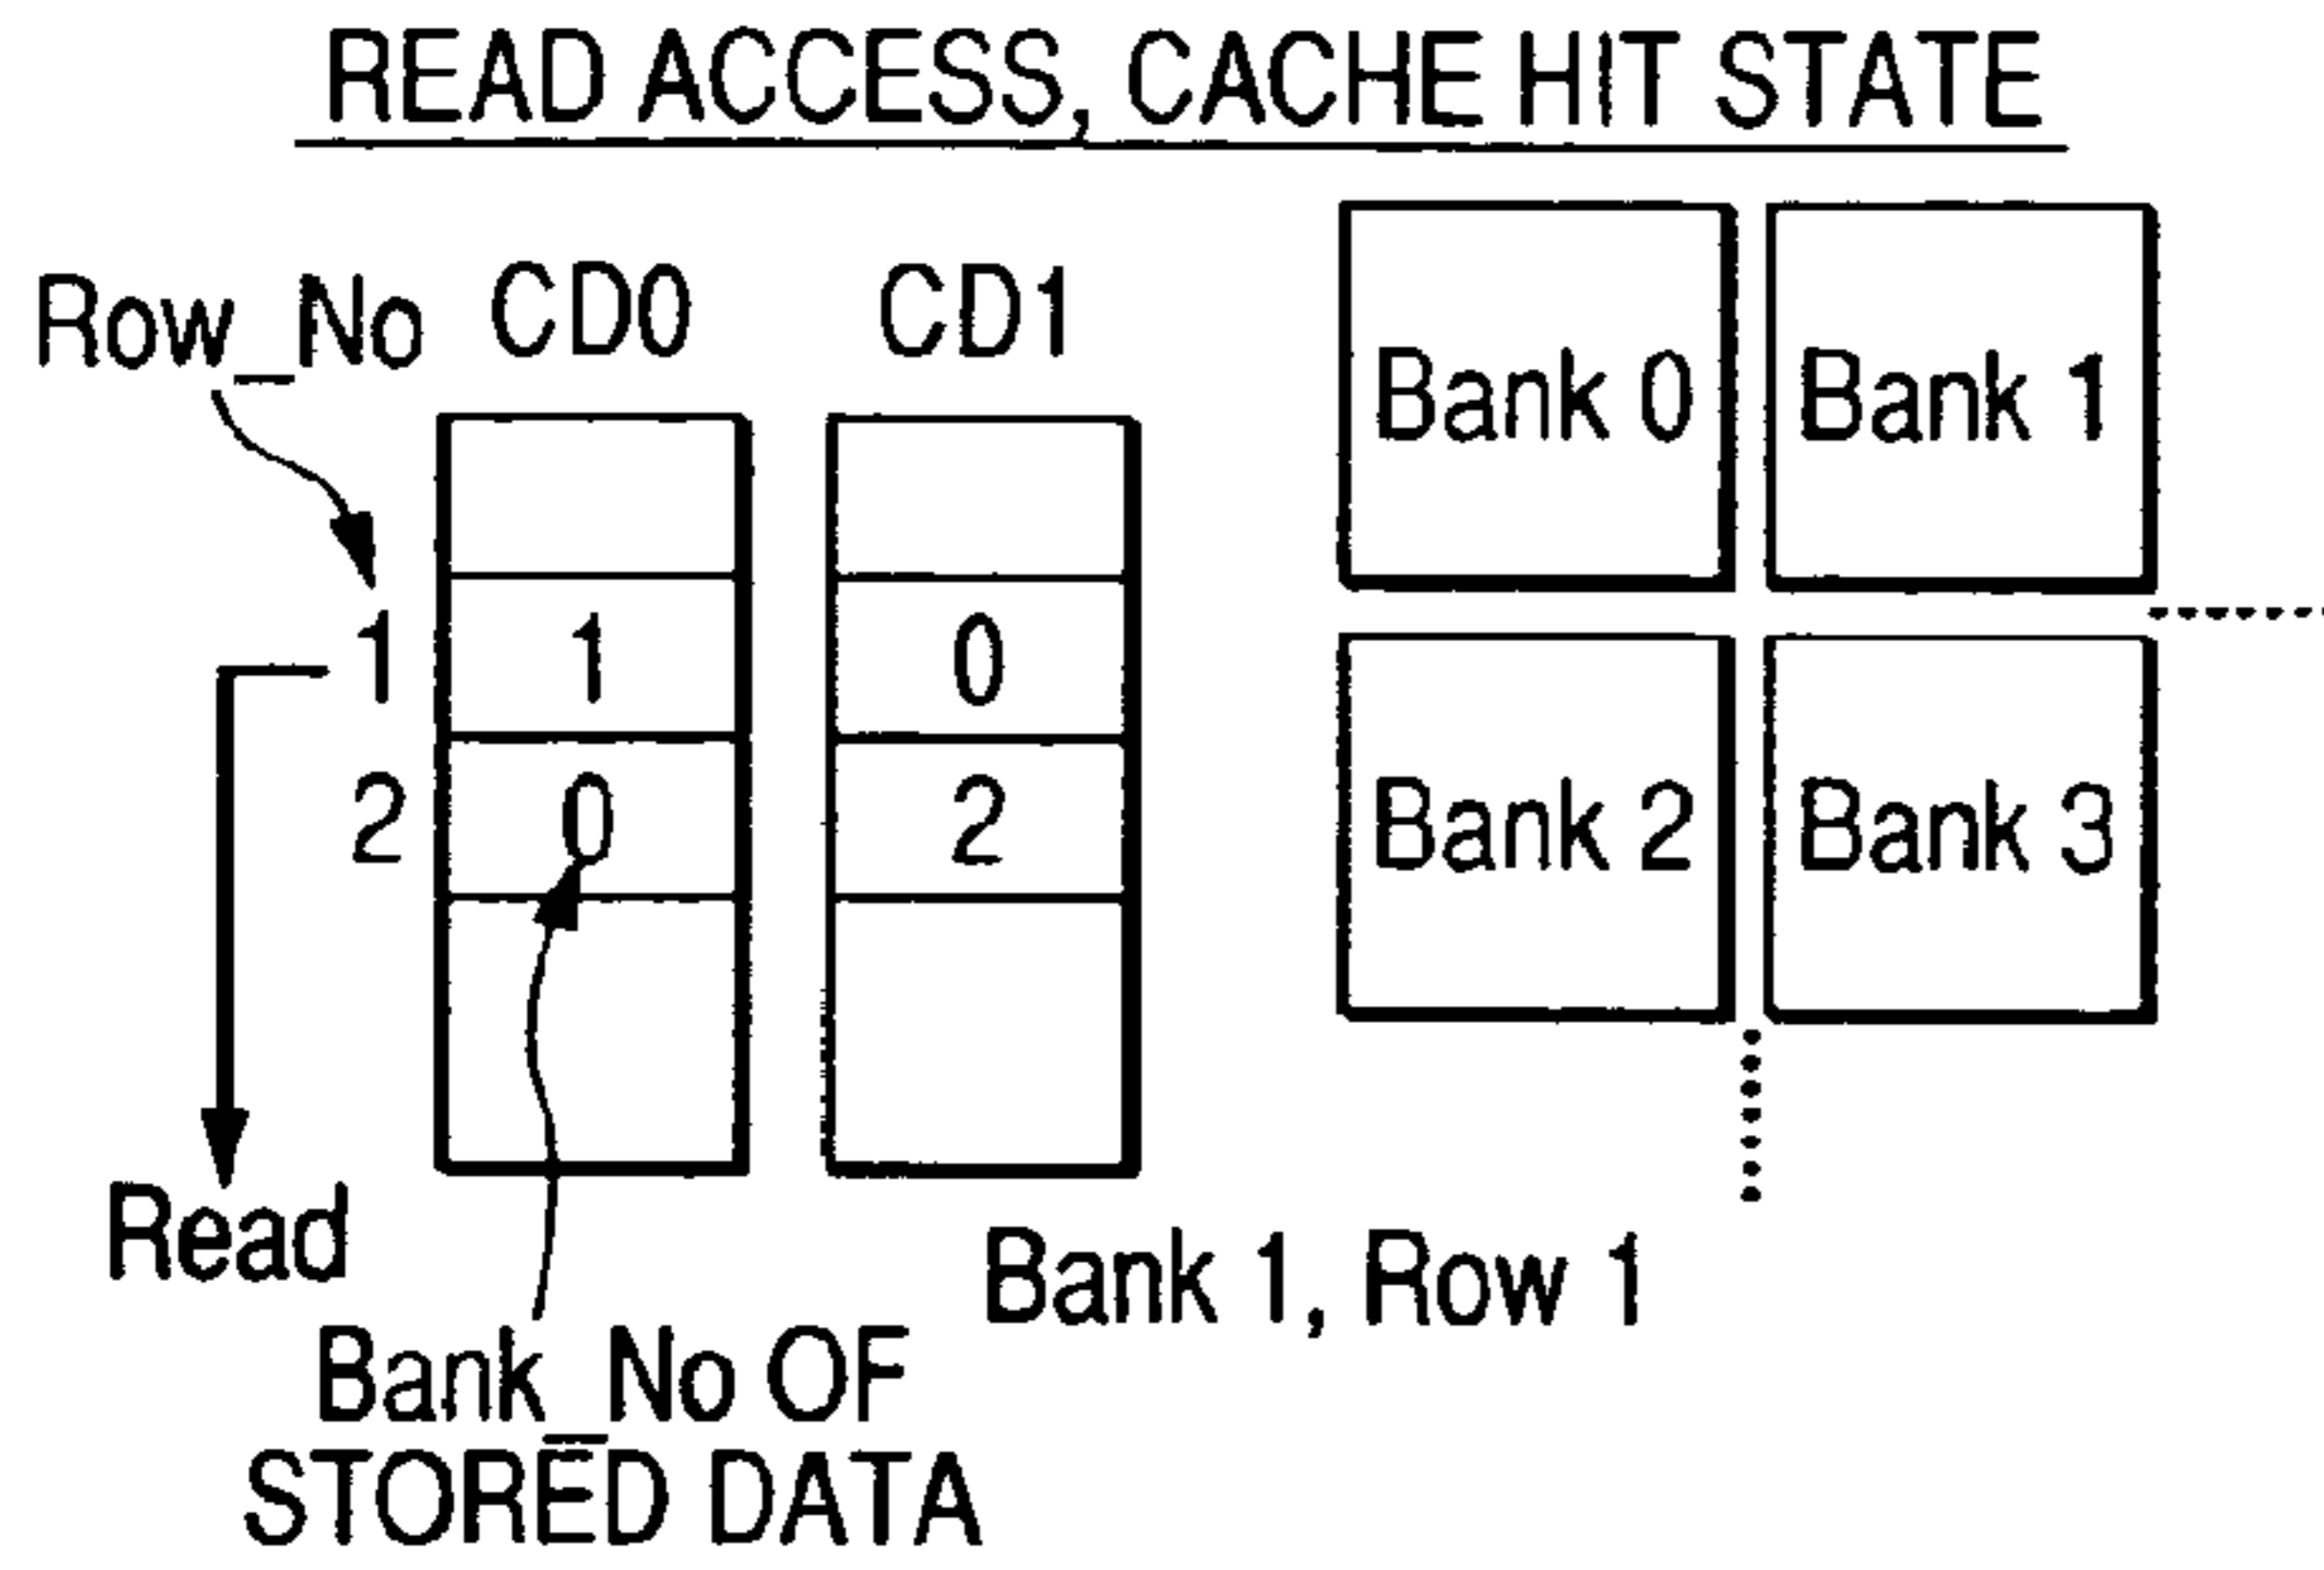 READ ACCESS, CACHE HIT STATE
Row_No CD0 CD1
Bank 0 Bank 1
1 1 0
2 0 2
Bank 2 Bank 3
Read
Bank 1, Row 1
Bank_No OF
STORED DATA